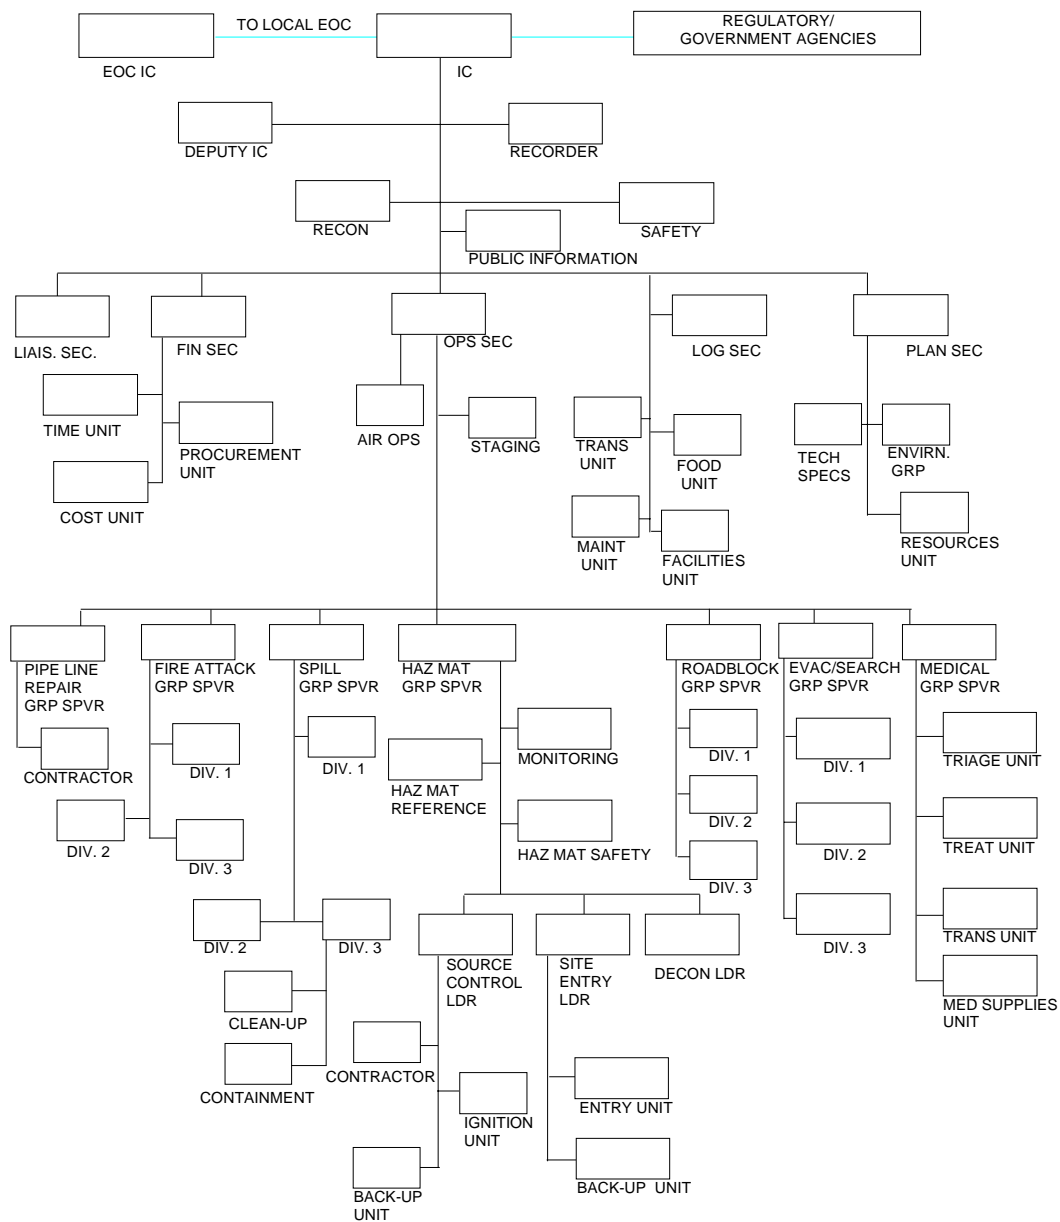 TO LOCAL EOC
REGULATORY/
GOVERNMENT AGENCIES
EOC IC
IC
DEPUTY IC
RECORDER
RECON
SAFETY
PUBLIC INFORMATION
LIAIS. SEC.
FIN SEC
OPS SEC
LOG SEC
PLAN SEC
TIME UNIT
PROCUREMENT
UNIT
COST UNIT
AIR OPS
STAGING
TRANS
UNIT
FOOD
UNIT
MAINT
UNIT
FACILITIES
UNIT
TECH
SPECS
ENVIRN.
GRP
RESOURCES
UNIT
PIPE LINE
REPAIR
GRP SPVR
FIRE ATTACK
GRP SPVR
SPILL
GRP SPVR
HAZ MAT
GRP SPVR
ROADBLOCK
GRP SPVR
EVAC/SEARCH
GRP SPVR
MEDICAL
GRP SPVR
CONTRACTOR
DIV. 1
DIV. 2
DIV. 3
DIV. 1
DIV. 2
DIV. 3
CLEAN-UP
CONTAINMENT
MONITORING
HAZ MAT
REFERENCE
HAZ MAT SAFETY
SOURCE
CONTROL
LDR
SITE
ENTRY
LDR
DECON LDR
CONTRACTOR
IGNITION
UNIT
BACK-UP
UNIT
ENTRY UNIT
BACK-UP UNIT
DIV. 1
DIV. 2
DIV. 3
DIV. 1
DIV. 2
DIV. 3
TRIAGE UNIT
TREAT UNIT
TRANS UNIT
MED SUPPLIES
UNIT